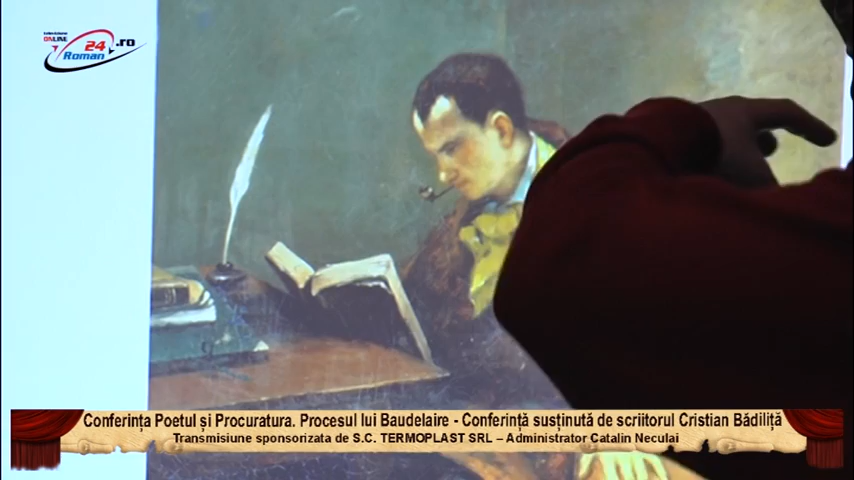 televiziune
ONLINE
24
.ro
Roman
Conferința Poetul și Procuratura. Procesul lui Baudelaire - Conferință susținută de scriitorul Cristian Bădiliță
Transmisiune sponsorizata de S.C. TERMOPLAST SRL – Administrator Catalin Neculai